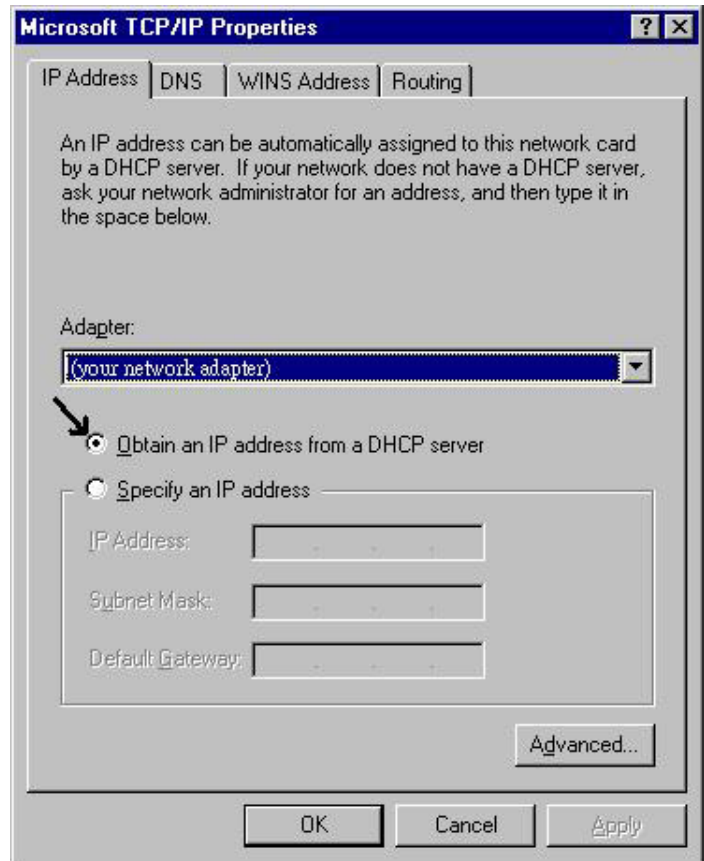 Microsoft TCP/IP Properties
IP Address DNS WINS Address Routing
An IP address can be automatically assigned to this network card
by a DHCP server. If your network does not have a DHCP server,
ask your network administrator for an address, and then type it in
the space below.
Adapter:
(your network adapter)
Obtain an IP address from a DHCP server
Specify an IP address
IP Address:
Subnet Mask:
Default Gateway:
Advanced...
OK Cancel Apply